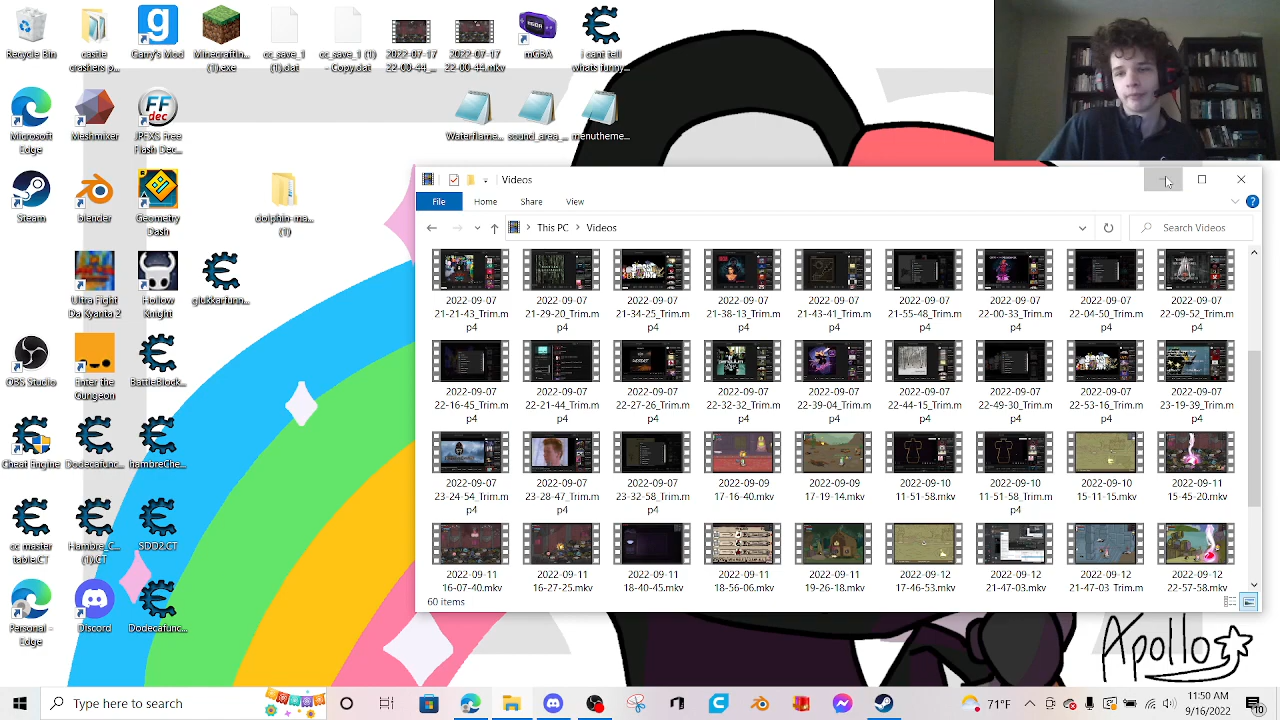 Recycle Bin
castle crashers p...
Garry's Mod
Minecraftin... (1).exe
cc_save_1 (1).dat
cc_save_1 (1) - Copy.dat
2022-07-17 22-00-44_...
2022-07-17 22-00-44.mkv
mGBA
i cant tell whats funny...
Microsoft Edge
Meshmixer
FF dec
JPEXS Free Flash Dec...
Waterflame...
sound_area_...
menutheme...
Steam
blender
Geometry Dash
dolphin-ma... (1)
Ultra Fight Da Kyanta 2
Hollow Knight
glukkarfunn...
OBS Studio
Enter the Gungeon
BattleBlock...
Cheat Engine
Dodecafunc...
hambreChe...
cc master table.CT
Hambre_C... (1).CT
SDD2.CT
Personal - Edge
Discord
Dodecafunc...
Videos
File Home Share View
This PC > Videos
Search Videos
2022-09-07 21-21-43_Trim.mp4
2022-09-07 21-29-20_Trim.mp4
2022-09-07 21-34-25_Trim.mp4
2022-09-07 21-38-13_Trim.mp4
2022-09-07 21-43-41_Trim.mp4
2022-09-07 21-55-48_Trim.mp4
2022-09-07 22-00-33_Trim.mp4
2022-09-07 22-04-50_Trim.mp4
2022-09-07 22-09-52_Trim.mp4
2022-09-07 22-16-45_Trim.mp4
2022-09-07 22-21-44_Trim.mp4
2022-09-07 22-27-26_Trim.mp4
2022-09-07 22-32-32_Trim.mp4
2022-09-07 22-39-04_Trim.mp4
2022-09-07 22-44-15_Trim.mp4
2022-09-07 22-49-30_Trim.mp4
2022-09-07 22-53-16_Trim.mp4
2022-09-07 23-19-39_Trim.mp4
2022-09-07 23-24-54_Trim.mp4
2022-09-07 23-28-47_Trim.mp4
2022-09-07 23-32-58_Trim.mp4
2022-09-09 17-16-40.mkv
2022-09-09 17-19-14.mkv
2022-09-10 11-51-58.mkv
2022-09-10 11-51-58_Trim.mp4
2022-09-10 15-11-15.mkv
2022-09-11 15-45-20.mkv
2022-09-11 16-07-40.mkv
2022-09-11 16-27-03.mkv
2022-09-11 18-40-45.mkv
2022-09-11 18-56-06.mkv
2022-09-11 19-26-18.mkv
2022-09-12 17-46-53.mkv
2022-09-12 21-47-03.mkv
2022-09-12 21-47-03_Trim.mp4
2022-09-12 22-57-58.mkv
60 items
Apollo
Type here to search
71°F
11:50 AM
9/16/2022
10